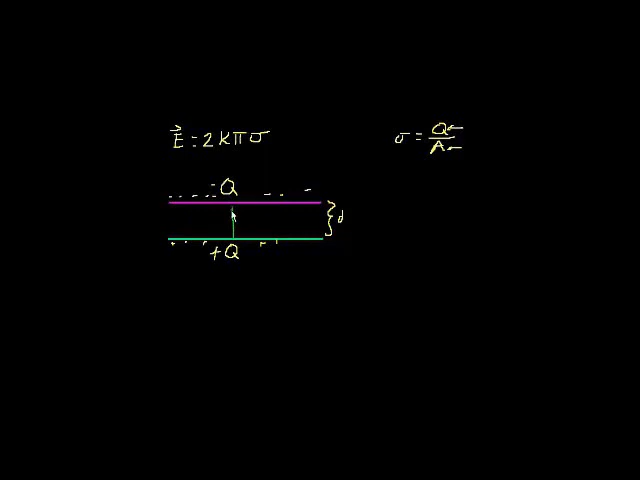 E⃗ = 2Kπσ
σ = Q/A
-Q
} d
+Q